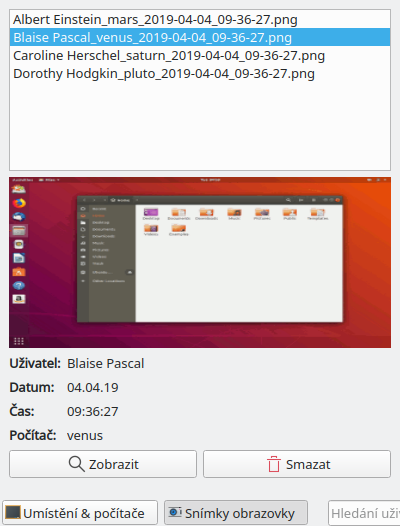 Albert Einstein_mars_2019-04-04_09-36-27.png
Blaise Pascal_venus_2019-04-04_09-36-27.png
Caroline Herschel_saturn_2019-04-04_09-36-27.png
Dorothy Hodgkin_pluto_2019-04-04_09-36-27.png
Uživatel: Blaise Pascal
Datum: 04.04.19
Čas: 09:36:27
Počítač: venus
Zobrazit Smazat
Umístění & počítače Snímky obrazovky Hledání uži